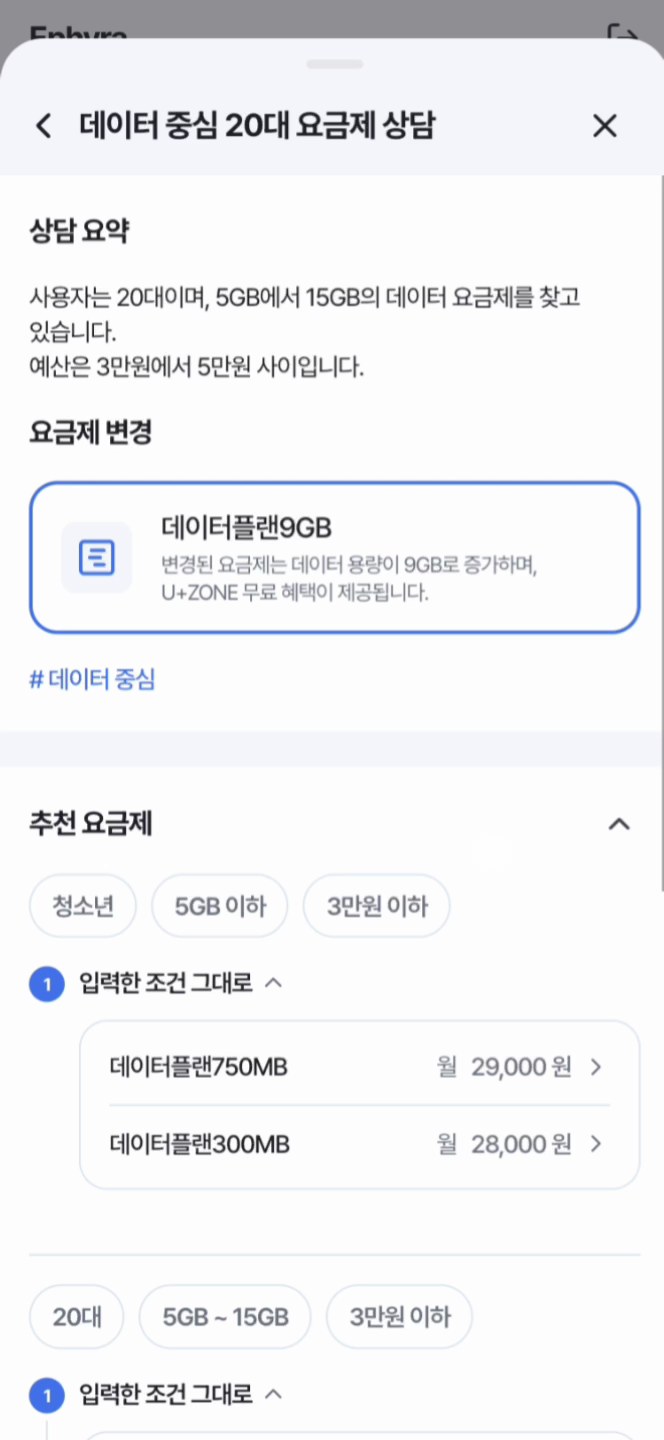 Ephyra
데이터 중심 20대 요금제 상담
상담 요약
사용자는 20대이며, 5GB에서 15GB의 데이터 요금제를 찾고
있습니다.
예산은 3만원에서 5만원 사이입니다.
요금제 변경
데이터플랜9GB
변경된 요금제는 데이터 용량이 9GB로 증가하며,
U+ZONE 무료 혜택이 제공됩니다.
# 데이터 중심
추천 요금제
청소년 5GB 이하 3만원 이하
1 입력한 조건 그대로
데이터플랜750MB 월 29,000 원
데이터플랜300MB 월 28,000 원
20대 5GB ~ 15GB 3만원 이하
1 입력한 조건 그대로